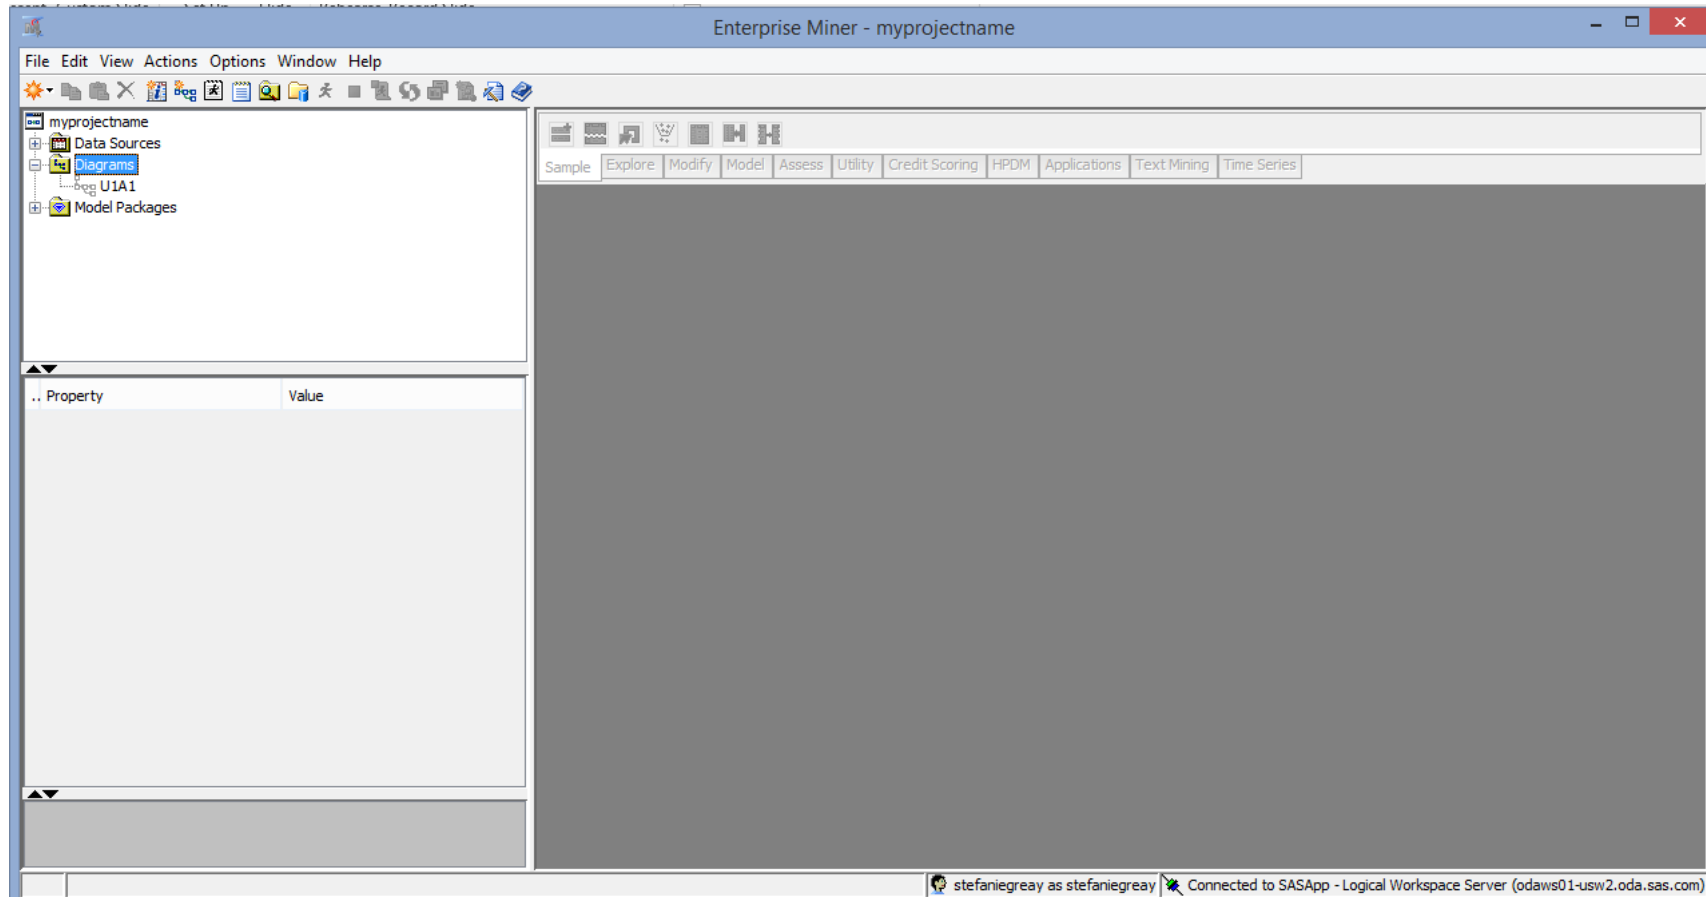 Enterprise Miner - myprojectname
File Edit View Actions Options Window Help
myprojectname
Data Sources
Diagrams
U1A1
Model Packages
Sample Explore Modify Model Assess Utility Credit Scoring HPDM Applications Text Mining Time Series
.. Property Value
stefaniegreay as stefaniegreay Connected to SASApp - Logical Workspace Server (odaws01-usw2.oda.sas.com)